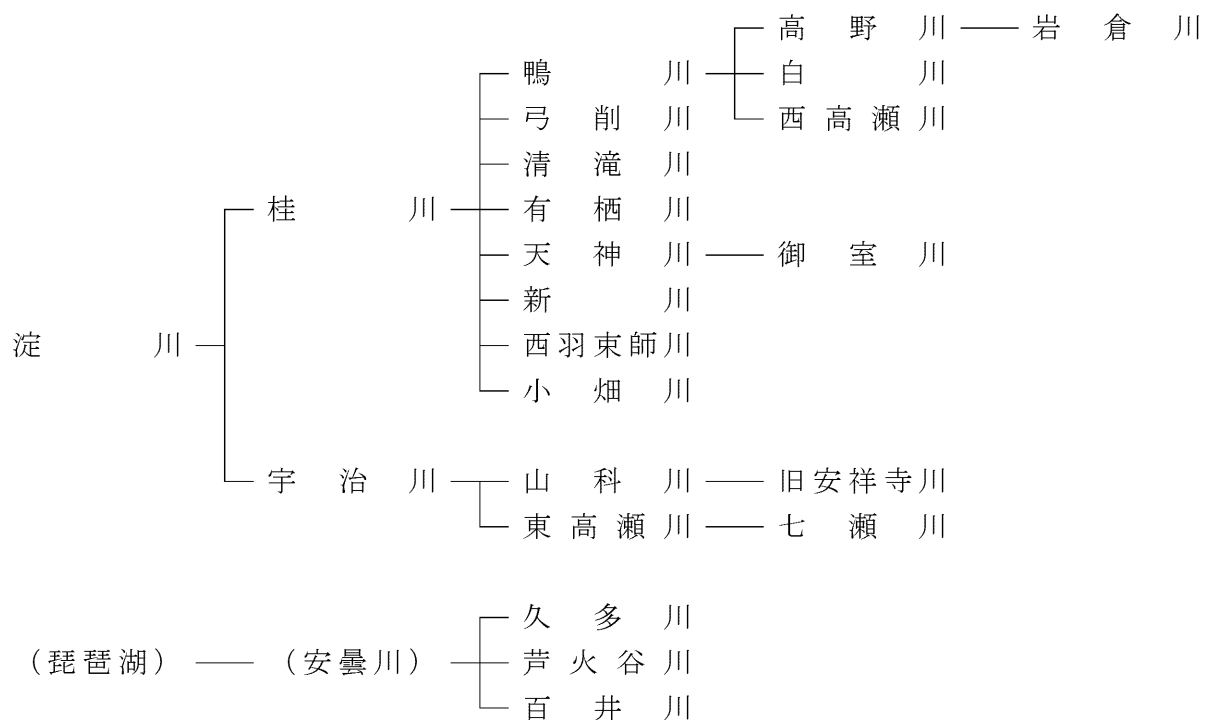 高野川 岩倉川
鴨川 白川
弓削川 西高瀬川
清滝川
桂川 有栖川
天神川 御室川
新川
淀川 西羽束師川
小畑川
宇治川 山科川 旧安祥寺川
東高瀬川 七瀬川
久多川
（琵琶湖） （安曇川） 芦火谷川
百井川